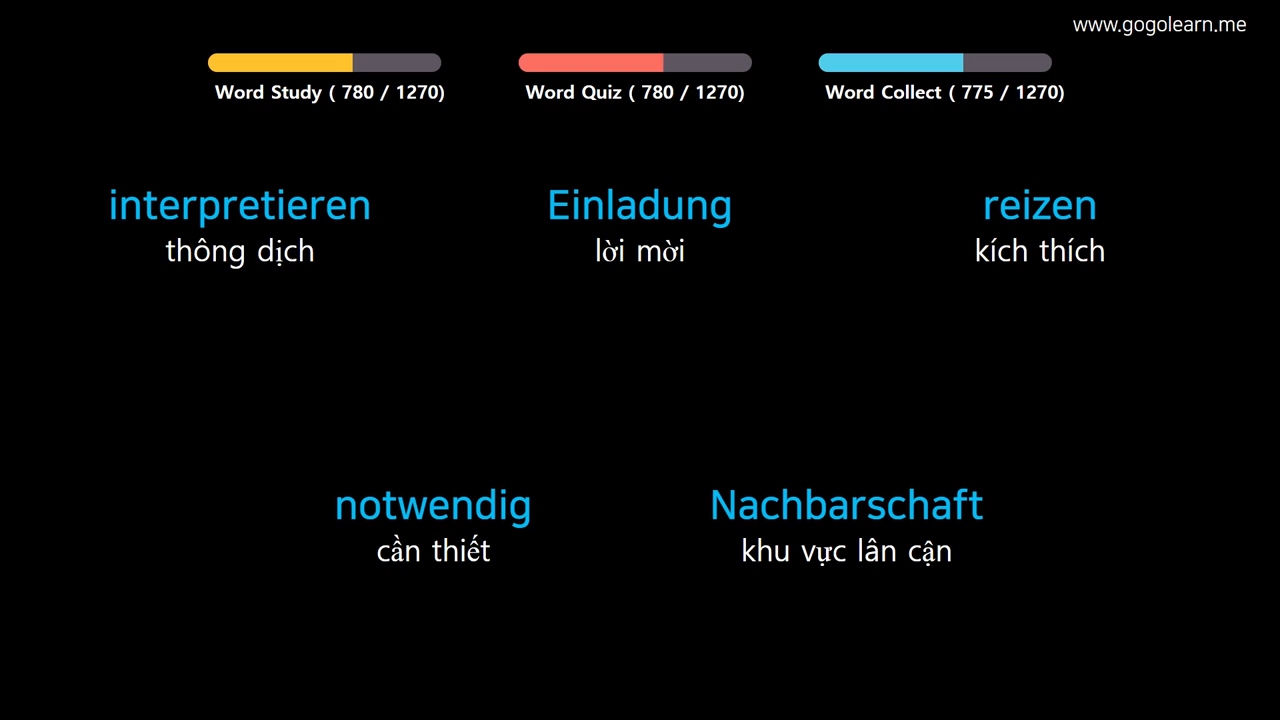 www.gogolearn.me
Word Study ( 780 / 1270)
Word Quiz ( 780 / 1270)
Word Collect ( 775 / 1270)
interpretieren
thông dịch
Einladung
lời mời
reizen
kích thích
notwendig
cần thiết
Nachbarschaft
khu vực lân cận